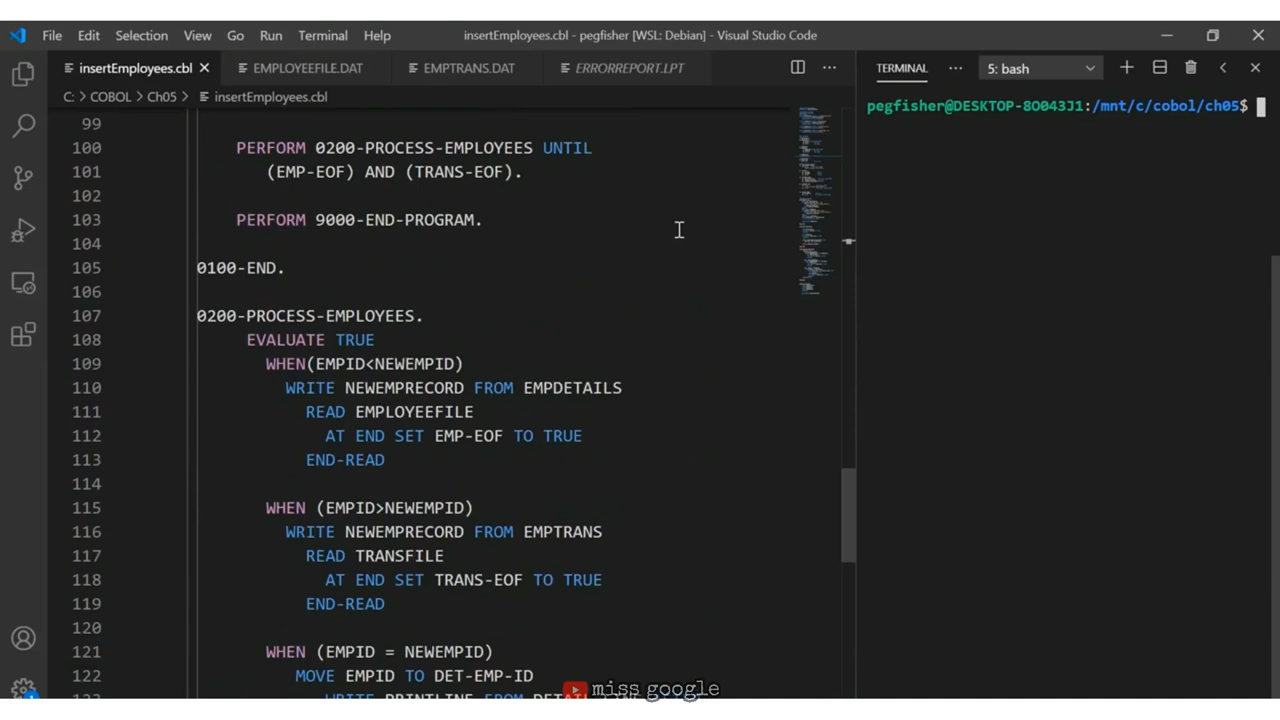 File Edit Selection View Go Run Terminal Help insertEmployees.cbl - pegfisher [WSL: Debian] - Visual Studio Code
insertEmployees.cbl EMPLOYEEFILE.DAT EMPTRANS.DAT ERRORREPORT.LPT TERMINAL 5: bash
C: > COBOL > Ch05 > insertEmployees.cbl
pegfisher@DESKTOP-8O043J1:/mnt/c/cobol/ch05$
99
100 PERFORM 0200-PROCESS-EMPLOYEES UNTIL
101 (EMP-EOF) AND (TRANS-EOF).
102
103 PERFORM 9000-END-PROGRAM.
104
105 0100-END.
106
107 0200-PROCESS-EMPLOYEES.
108 EVALUATE TRUE
109 WHEN(EMPID<NEWEMPID)
110 WRITE NEWEMPRECORD FROM EMPDETAILS
111 READ EMPLOYEEFILE
112 AT END SET EMP-EOF TO TRUE
113 END-READ
114
115 WHEN (EMPID>NEWEMPID)
116 WRITE NEWEMPRECORD FROM EMPTRANS
117 READ TRANSFILE
118 AT END SET TRANS-EOF TO TRUE
119 END-READ
120
121 WHEN (EMPID = NEWEMPID)
122 MOVE EMPID TO DET-EMP-ID
miss google